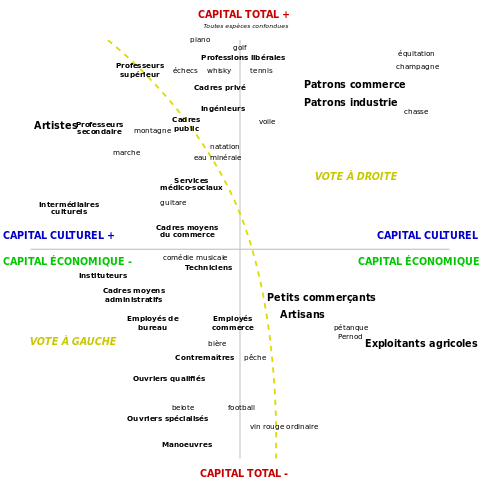 CAPITAL TOTAL +
Toutes espèces confondues
piano
golf
Professions libérales
équitation
Professeurs
supérieur
échecs
whisky
tennis
champagne
Cadres privé
Patrons commerce
Patrons industrie
Ingénieurs
chasse
Artistes
Professeurs
secondaire
montagne
Cadres
public
voile
marche
natation
eau minérale
VOTE À DROITE
Services
médico-sociaux
Intermédiaires
culturels
guitare
Cadres moyens
du commerce
CAPITAL CULTUREL +
CAPITAL CULTUREL
CAPITAL ÉCONOMIQUE -
CAPITAL ÉCONOMIQUE
comédie musicale
Techniciens
Instituteurs
Cadres moyens
administratifs
Petits commerçants
Artisans
Employés de
bureau
Employés
commerce
pétanque
Pernod
VOTE À GAUCHE
bière
Exploitants agricoles
Contremaîtres
pêche
Ouvriers qualifiés
belote
football
Ouvriers spécialisés
vin rouge ordinaire
Manoeuvres
CAPITAL TOTAL -